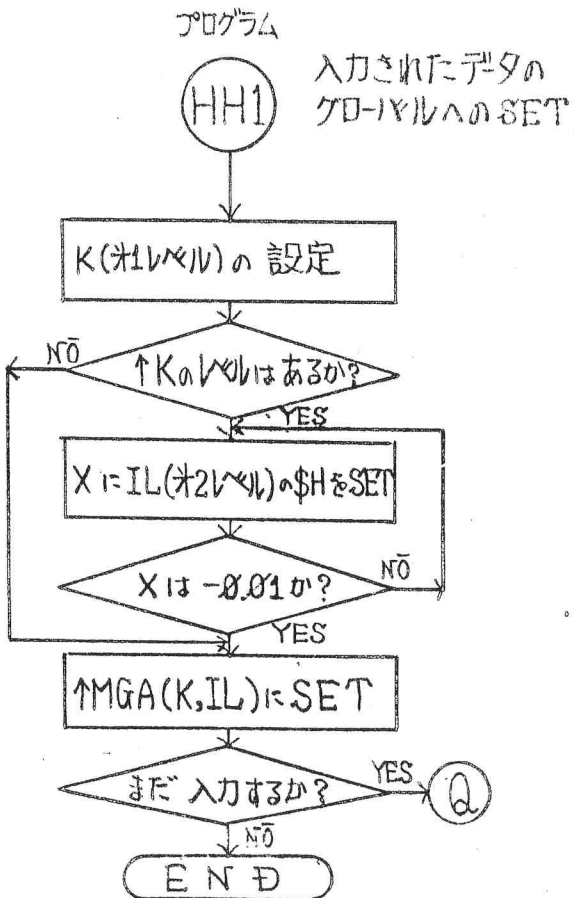 プログラム
HH1
入力されたデータの
グローバルへのSET
K(オ1レベル)の 設定
↑Kのレベルはあるか?
NO
YES
XにIL(オ2レベル)の$HをSET
Xは-0.01か?
NO
YES
↑MGA(K,IL)にSET
まだ 入力するか?
YES
Q
NO
END